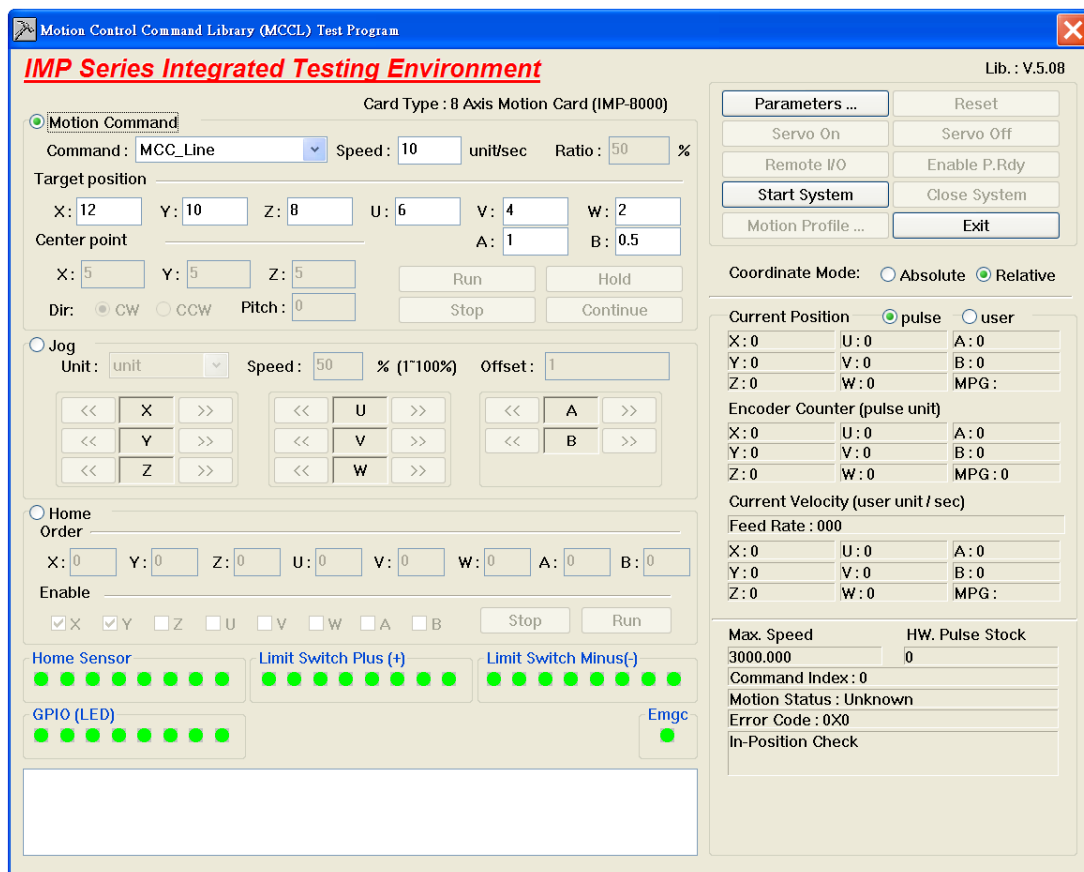 Motion Control Command Library (MCCL) Test Program
IMP Series Integrated Testing Environment
Lib. : V.5.08
Card Type : 8 Axis Motion Card (IMP-8000)
Motion Command
Command : MCC_Line Speed : 10 unit/sec Ratio : 50 %
Target position
X : 12 Y : 10 Z : 8 U : 6 V : 4 W : 2
A : 1 B : 0.5
Center point
X : 5 Y : 5 Z : 5
Run Hold
Dir: CW CCW Pitch : 0
Stop Continue
Jog
Unit : unit Speed : 50 % (1~100%) Offset : 1
<< X >> << U >> << A >>
<< Y >> << V >> << B >>
<< Z >> << W >>
Home
Order
X : 0 Y : 0 Z : 0 U : 0 V : 0 W : 0 A : 0 B : 0
Enable
X Y Z U V W A B Stop Run
Home Sensor Limit Switch Plus (+) Limit Switch Minus(-)
GPIO (LED) Emgc
Parameters ... Reset
Servo On Servo Off
Remote I/O Enable P.Rdy
Start System Close System
Motion Profile ... Exit
Coordinate Mode: Absolute Relative
Current Position pulse user
X : 0 U : 0 A : 0
Y : 0 V : 0 B : 0
Z : 0 W : 0 MPG :
Encoder Counter (pulse unit)
X : 0 U : 0 A : 0
Y : 0 V : 0 B : 0
Z : 0 W : 0 MPG : 0
Current Velocity (user unit / sec)
Feed Rate : 000
X : 0 U : 0 A : 0
Y : 0 V : 0 B : 0
Z : 0 W : 0 MPG :
Max. Speed HW. Pulse Stock
3000.000 0
Command Index : 0
Motion Status : Unknown
Error Code : 0X0
In-Position Check